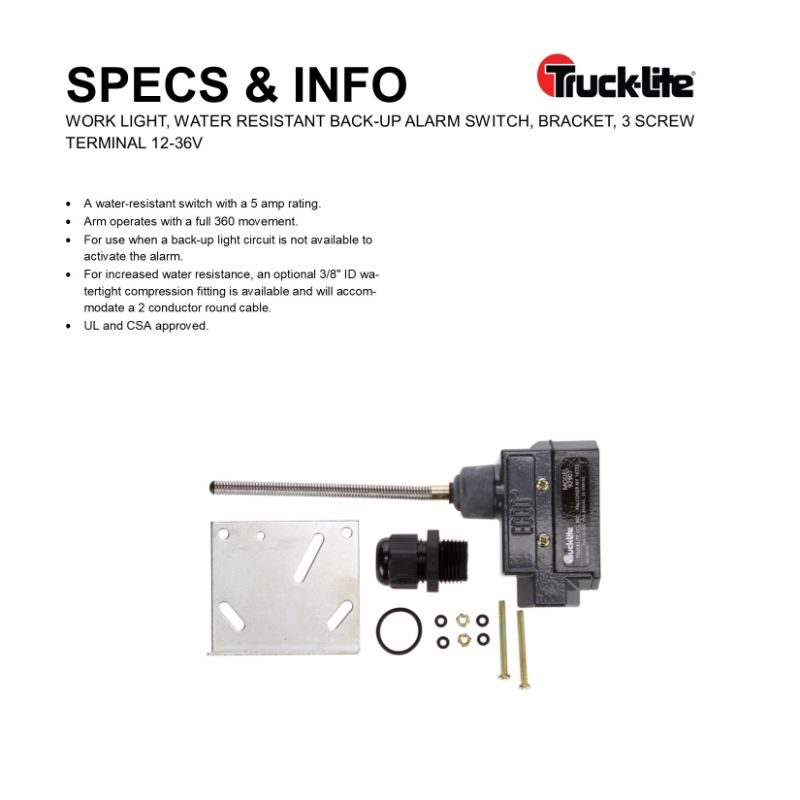 SPECS & INFO
Truck-Lite®
WORK LIGHT, WATER RESISTANT BACK-UP ALARM SWITCH, BRACKET, 3 SCREW
TERMINAL 12-36V
• A water-resistant switch with a 5 amp rating.
• Arm operates with a full 360 movement.
• For use when a back-up light circuit is not available to
activate the alarm.
• For increased water resistance, an optional 3/8" ID wa-
tertight compression fitting is available and will accom-
modate a 2 conductor round cable.
• UL and CSA approved.
MODEL
92907
Truck-Lite